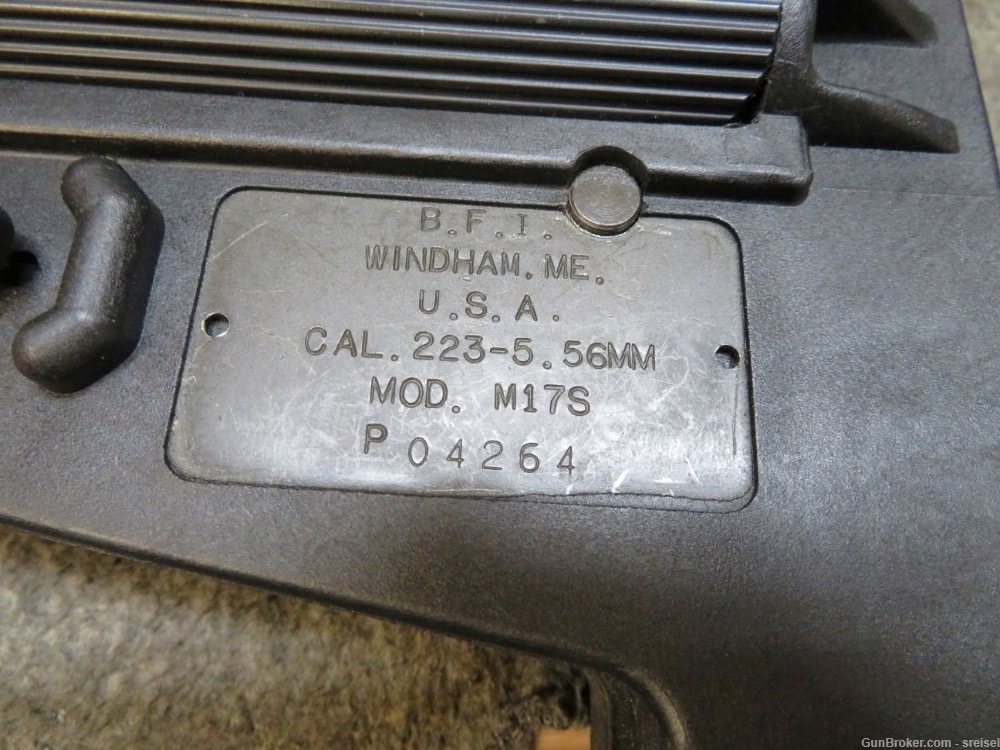 B.F.I.
WINDHAM. ME.
U.S.A.
CAL. 223-5.56MM
MOD. M17S
P 04264
GunBroker.com - sreisel